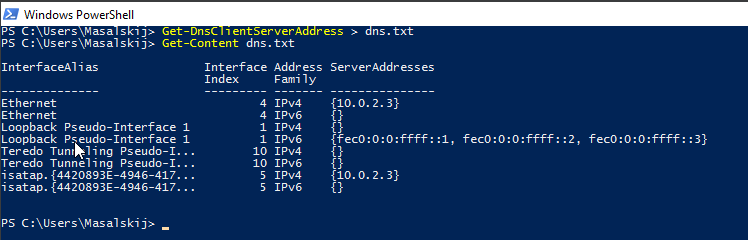 Windows PowerShell
PS C:\Users\Masalskij> Get-DnsClientServerAddress > dns.txt
PS C:\Users\Masalskij> Get-Content dns.txt
InterfaceAlias Interface Address ServerAddresses
Index Family
-------------- --------- ------- ---------------
Ethernet 4 IPv4 {10.0.2.3}
Ethernet 4 IPv6 {}
Loopback Pseudo-Interface 1 1 IPv4 {}
Loopback Pseudo-Interface 1 1 IPv6 {fec0:0:0:ffff::1, fec0:0:0:ffff::2, fec0:0:0:ffff::3}
Teredo Tunneling Pseudo-I... 10 IPv4 {}
Teredo Tunneling Pseudo-I... 10 IPv6 {}
isatap.{4420893E-4946-417... 5 IPv4 {10.0.2.3}
isatap.{4420893E-4946-417... 5 IPv6 {}
PS C:\Users\Masalskij> _